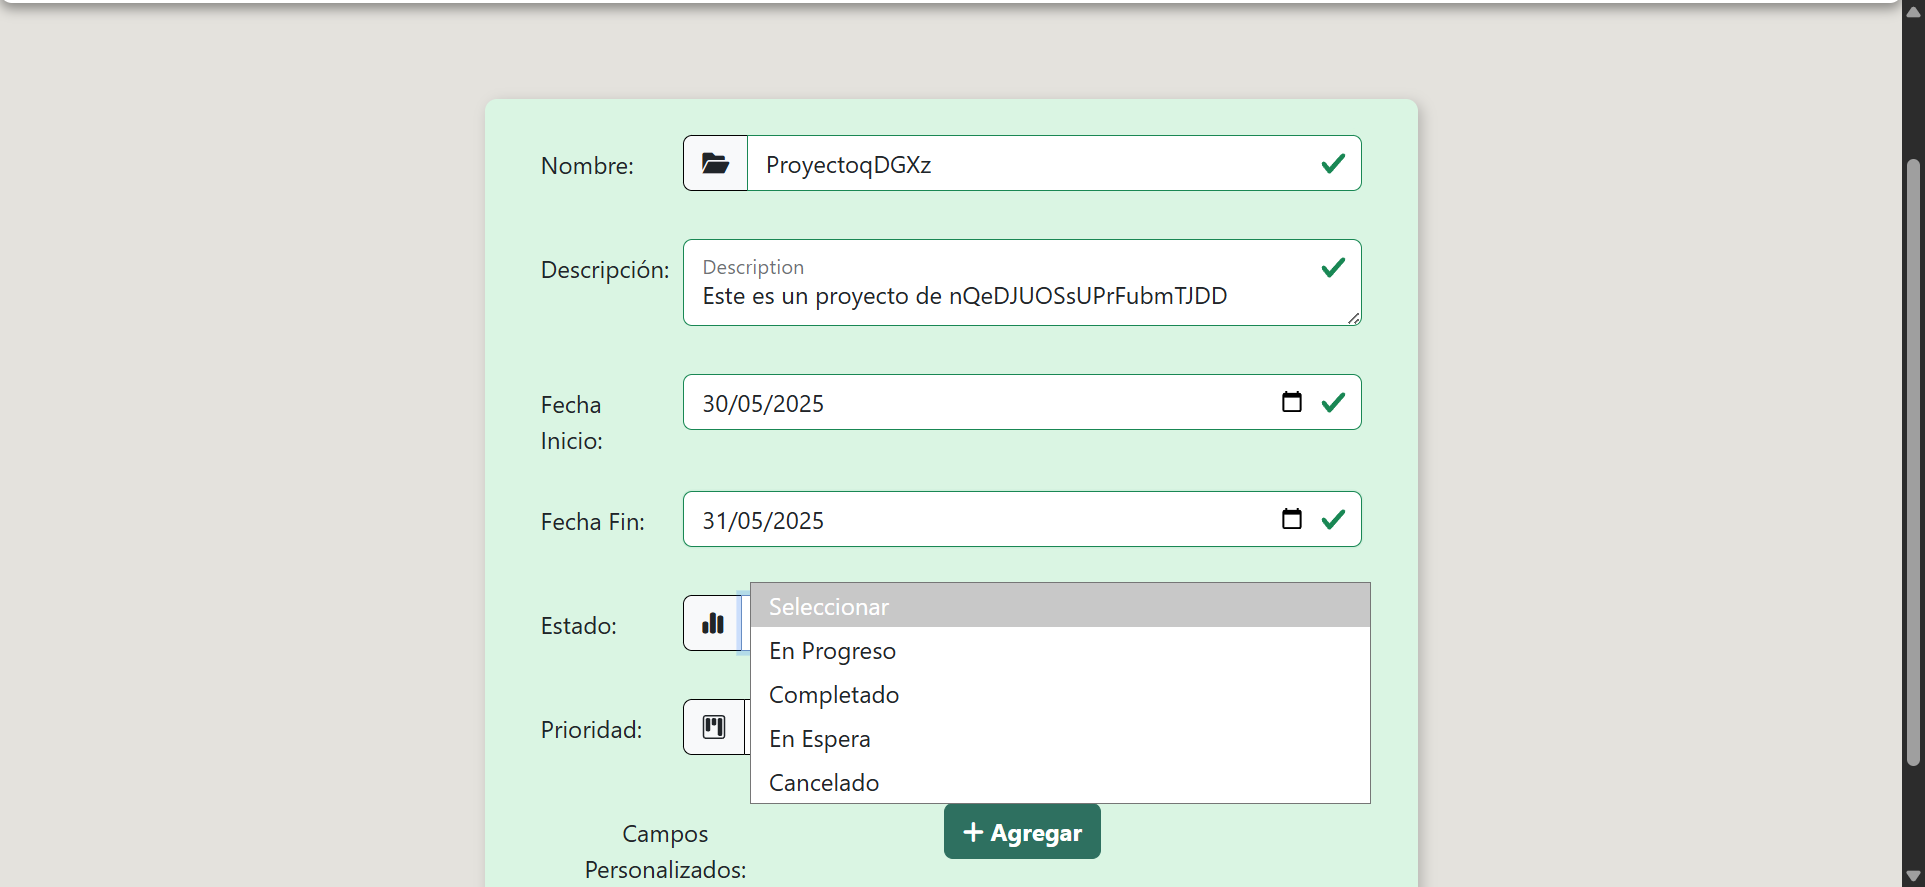 Nombre:
ProyectoqDGXz
Descripción:
Description
Este es un proyecto de nQeDJUOSsUPrFubmTJDD
Fecha
Inicio:
30/05/2025
Fecha Fin:
31/05/2025
Estado:
Seleccionar
En Progreso
Completado
En Espera
Cancelado
Prioridad:
Campos
Personalizados:
+ Agregar